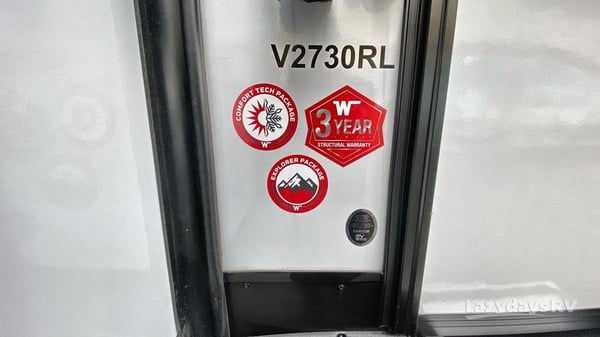 V2730RL
COMFORT TECH PACKAGE
W
W
3 YEAR
STRUCTURAL WARRANTY
EXPLORER PACKAGE
W
LazydaysRV